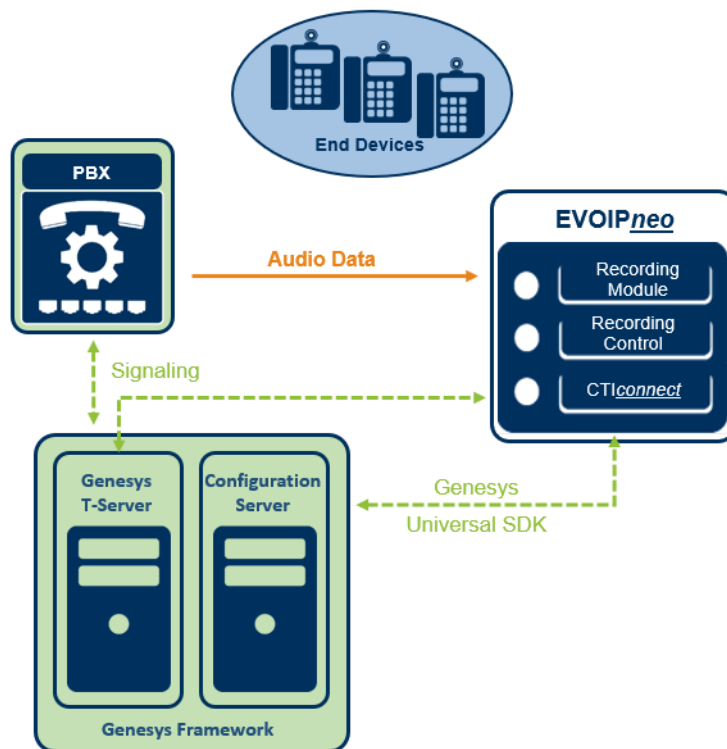 End Devices
PBX
EVOIPneo
Audio Data
Recording
Module
Recording
Control
CTIconnect
Signaling
Genesys
T-Server
Configuration
Server
Genesys
Universal SDK
Genesys Framework